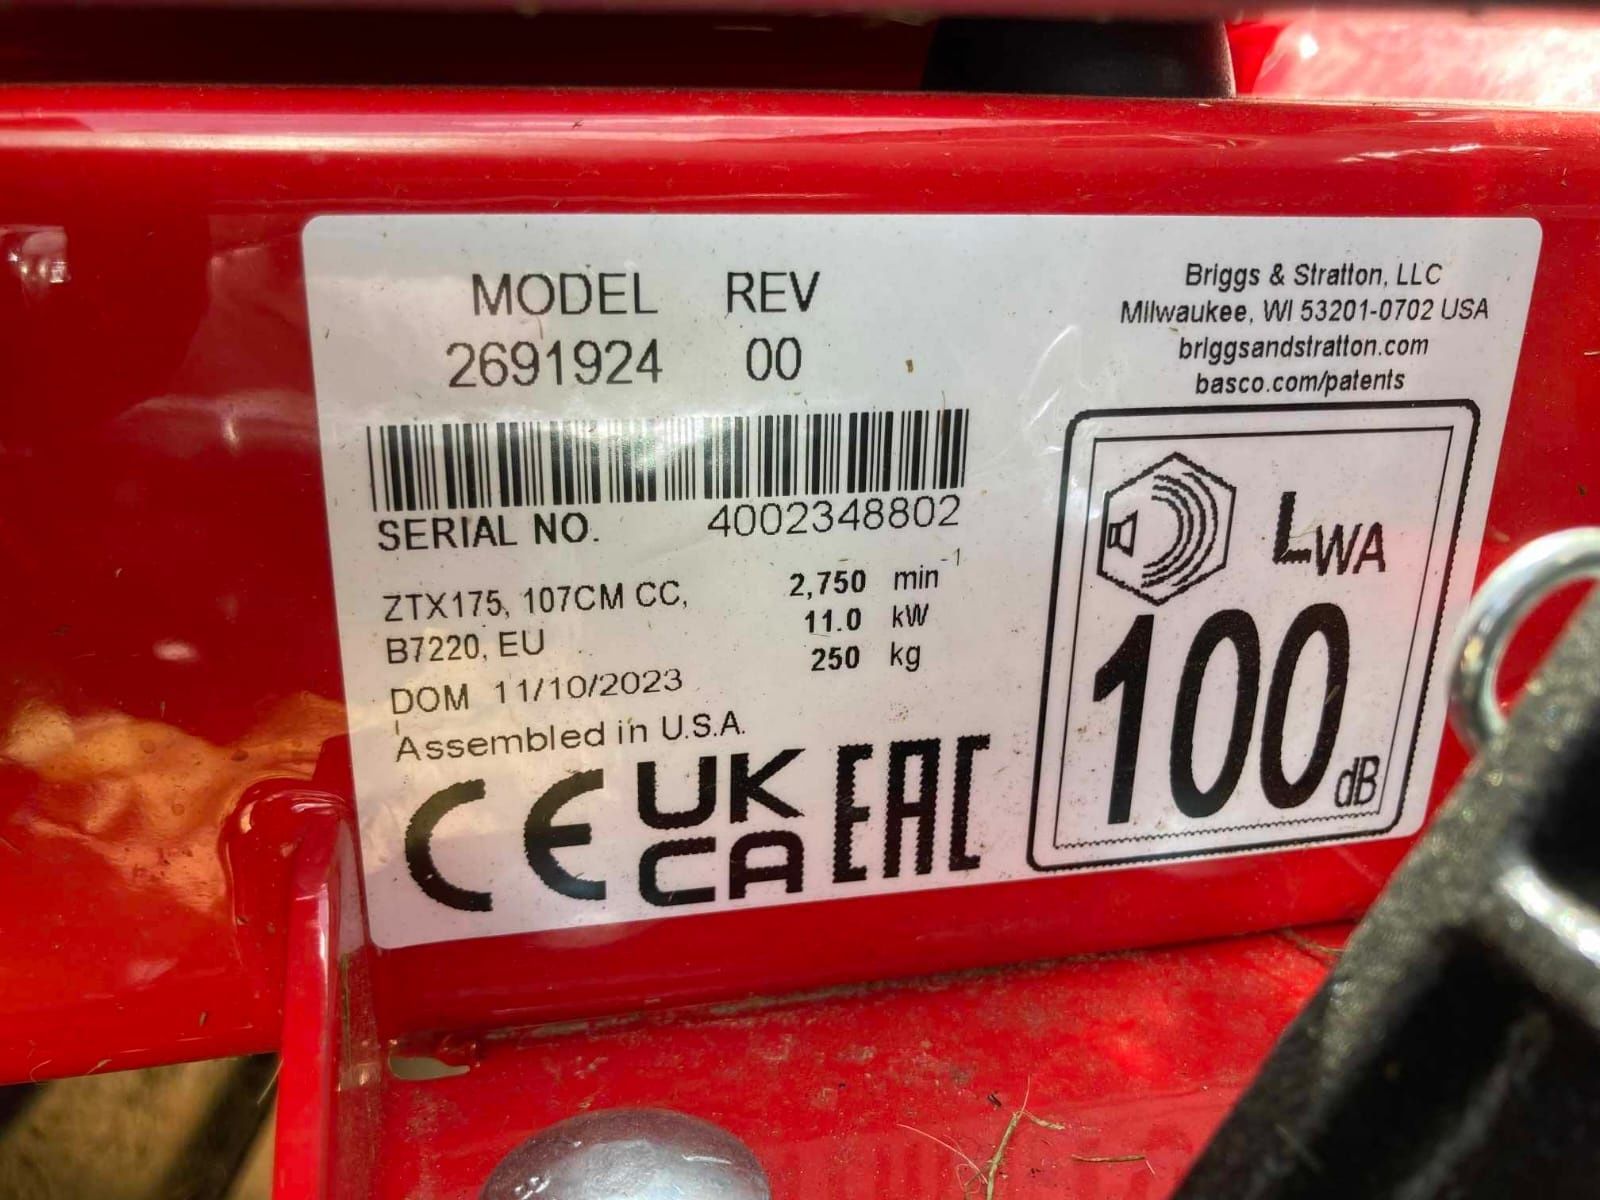 MODEL REV
2691924 00
Briggs & Stratton, LLC
Milwaukee, WI 53201-0702 USA
briggsandstratton.com
basco.com/patents
SERIAL NO. 4002348802
ZTX175, 107CM CC,
B7220, EU
2,750 min-1
11.0 kW
250 kg
DOM 11/10/2023
Assembled in U.S.A.
CE
UK
CA
EAC
LWA
100
dB